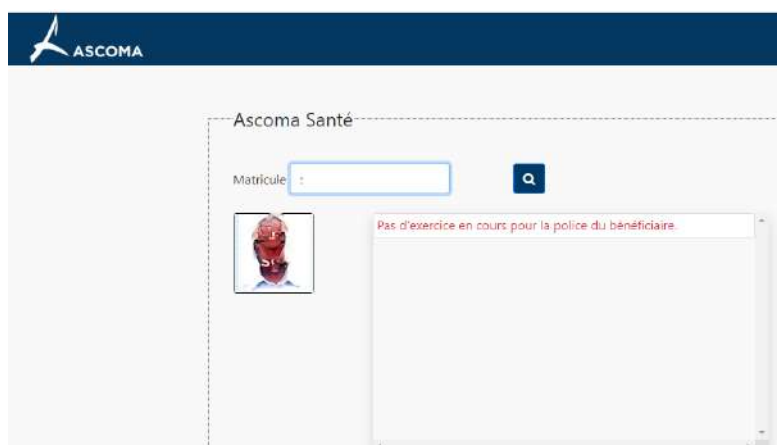 ASCOMA
Ascoma Santé
Matricule :
Pas d'exercice en cours pour la police du bénéficiaire.